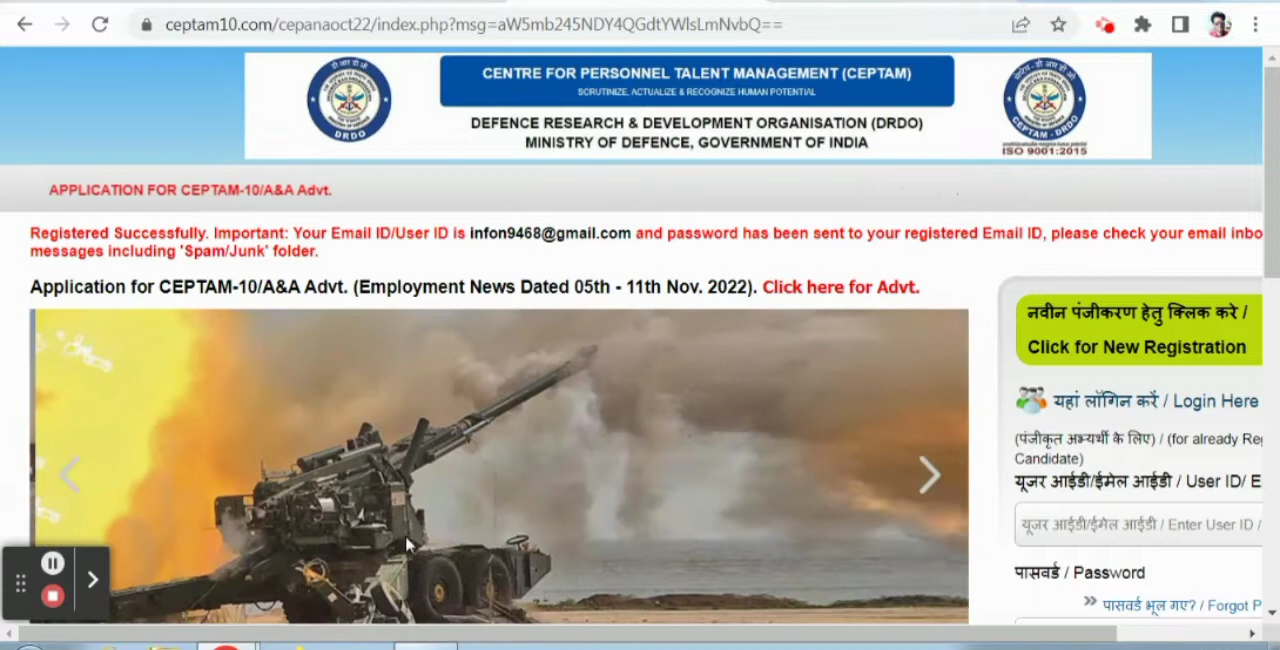 ceptam10.com/cepanaoct22/index.php?msg=aW5mb245NDY4QGdtYWlsLmNvbQ==
डी आर डी ओ
DRDO
CENTRE FOR PERSONNEL TALENT MANAGEMENT (CEPTAM)
SCRUTINIZE, ACTUALIZE & RECOGNIZE HUMAN POTENTIAL
DEFENCE RESEARCH & DEVELOPMENT ORGANISATION (DRDO)
MINISTRY OF DEFENCE, GOVERNMENT OF INDIA
CEPTAM - DRDO
ISO 9001:2015
APPLICATION FOR CEPTAM-10/A&A Advt.
Registered Successfully. Important: Your Email ID/User ID is infon9468@gmail.com and password has been sent to your registered Email ID, please check your email inbo
messages including 'Spam/Junk' folder.
Application for CEPTAM-10/A&A Advt. (Employment News Dated 05th - 11th Nov. 2022). Click here for Advt.
नवीन पंजीकरण हेतु क्लिक करे /
Click for New Registration
यहां लॉगिन करें / Login Here
(पंजीकृत अभ्यर्थी के लिए) / (for already Reg
Candidate)
यूजर आईडी/ईमेल आईडी / User ID/ E
यूजर आईडी/ईमेल आईडी / Enter User ID /
पासवर्ड / Password
पासवर्ड भूल गए? / Forgot P